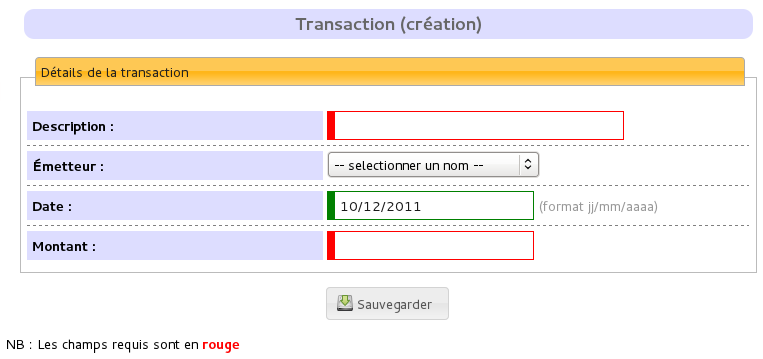 Transaction (création)
Détails de la transaction
Description :
Émetteur : -- selectionner un nom --
Date : 10/12/2011 (format jj/mm/aaaa)
Montant :
Sauvegarder
NB : Les champs requis sont en rouge